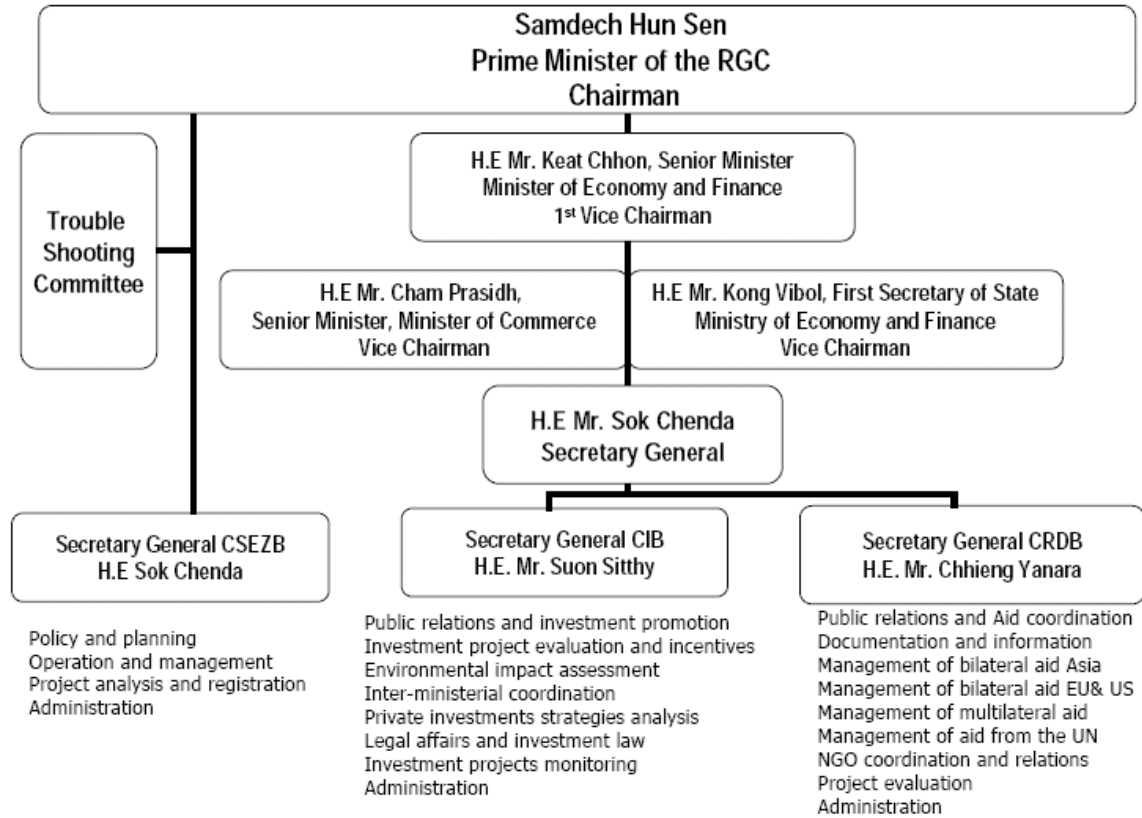 Samdech Hun Sen
Prime Minister of the RGC
Chairman
H.E Mr. Keat Chhon, Senior Minister
Minister of Economy and Finance
1st Vice Chairman
Trouble
Shooting
Committee
H.E Mr. Cham Prasidh,
Senior Minister, Minister of Commerce
Vice Chairman
H.E Mr. Kong Vibol, First Secretary of State
Ministry of Economy and Finance
Vice Chairman
H.E Mr. Sok Chenda
Secretary General
Secretary General CSEZB
H.E Sok Chenda
Policy and planning
Operation and management
Project analysis and registration
Administration
Secretary General CIB
H.E. Mr. Suon Sitthy
Public relations and investment promotion
Investment project evaluation and incentives
Environmental impact assessment
Inter-ministerial coordination
Private investments strategies analysis
Legal affairs and investment law
Investment projects monitoring
Administration
Secretary General CRDB
H.E. Mr. Chhieng Yanara
Public relations and Aid coordination
Documentation and information
Management of bilateral aid Asia
Management of bilateral aid EU& US
Management of multilateral aid
Management of aid from the UN
NGO coordination and relations
Project evaluation
Administration